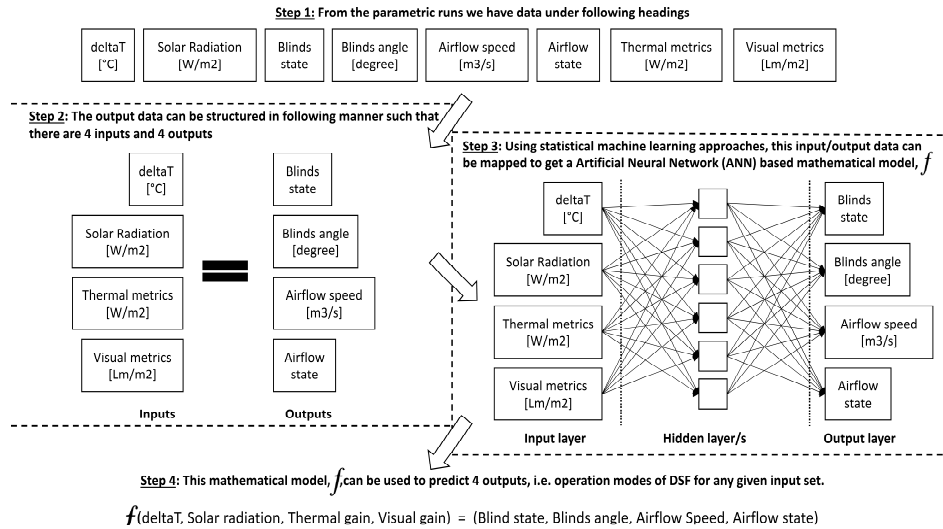 Step 1: From the parametric runs we have data under following headings
deltaT
[°C]
Solar Radiation
[W/m2]
Blinds
state
Blinds angle
[degree]
Airflow speed
[m3/s]
Airflow
state
Thermal metrics
[W/m2]
Visual metrics
[Lm/m2]
Step 2: The output data can be structured in following manner such that
there are 4 inputs and 4 outputs
deltaT
[°C]
Solar Radiation
[W/m2]
Thermal metrics
[W/m2]
Visual metrics
[Lm/m2]
Inputs
Blinds
state
Blinds angle
[degree]
Airflow speed
[m3/s]
Airflow
state
Outputs
Step 3: Using statistical machine learning approaches, this input/output data can
be mapped to get a Artificial Neural Network (ANN) based mathematical model, f
deltaT
[°C]
Solar Radiation
[W/m2]
Thermal metrics
[W/m2]
Visual metrics
[Lm/m2]
Input layer
Hidden layer/s
Blinds
state
Blinds angle
[degree]
Airflow speed
[m3/s]
Airflow
state
Output layer
Step 4: This mathematical model, f, can be used to predict 4 outputs, i.e. operation modes of DSF for any given input set.
f(deltaT, Solar radiation, Thermal gain, Visual gain) = (Blind state, Blinds angle, Airflow Speed, Airflow state)